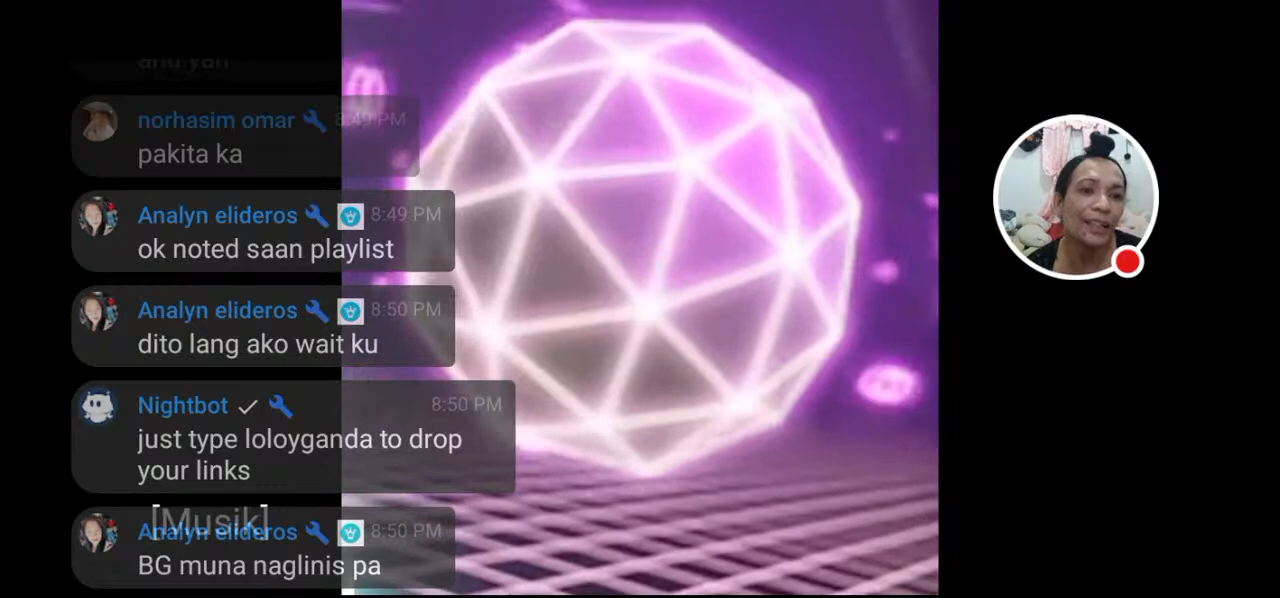 norhasim omar 8:49 PM
pakita ka
Analyn elideros 8:49 PM
ok noted saan playlist
Analyn elideros 8:50 PM
dito lang ako wait ku
Nightbot 8:50 PM
just type loloyganda to drop
your links
[Musik]
Analyn elideros 8:50 PM
BG muna naglinis pa